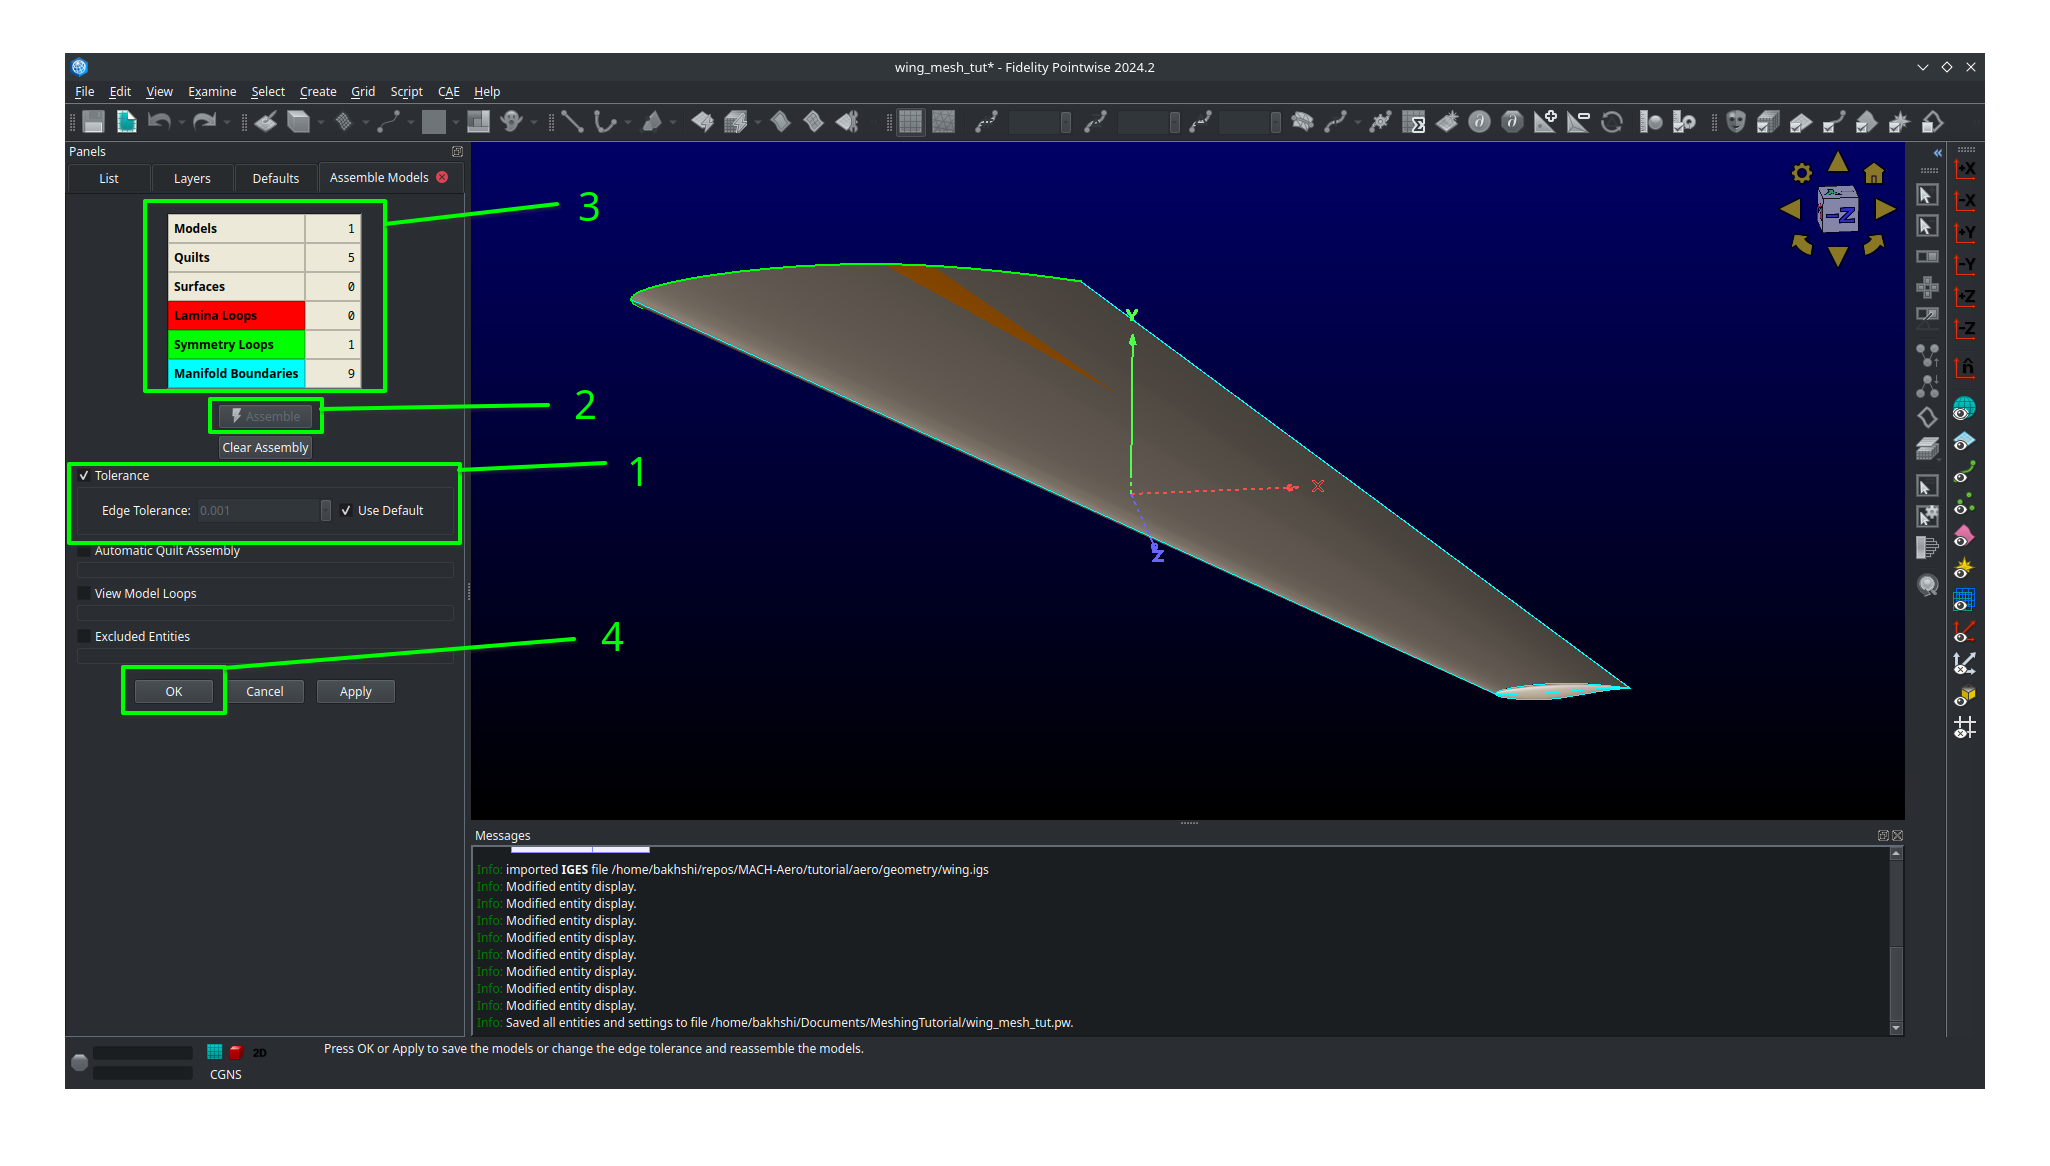 wing_mesh_tut* - Fidelity Pointwise 2024.2
File Edit View Examine Select Create Grid Script CAE Help
Panels
List Layers Defaults Assemble Models
3
Models 1
Quilts 5
Surfaces 0
Lamina Loops 0
Symmetry Loops 1
Manifold Boundaries 9
Assemble
2
Clear Assembly
1
Tolerance
Edge Tolerance: 0.001 Use Default
Automatic Quilt Assembly
View Model Loops
Excluded Entities
4
OK Cancel Apply
-Z
Y
X
Z
+X
-X
+Y
-Y
+Z
-Z
n̂
Messages
Info: imported IGES file /home/bakhshi/repos/MACH-Aero/tutorial/aero/geometry/wing.igs
Info: Modified entity display.
Info: Modified entity display.
Info: Modified entity display.
Info: Modified entity display.
Info: Modified entity display.
Info: Modified entity display.
Info: Modified entity display.
Info: Modified entity display.
Info: Saved all entities and settings to file /home/bakhshi/Documents/MeshingTutorial/wing_mesh_tut.pw.
2D
Press OK or Apply to save the models or change the edge tolerance and reassemble the models.
CGNS